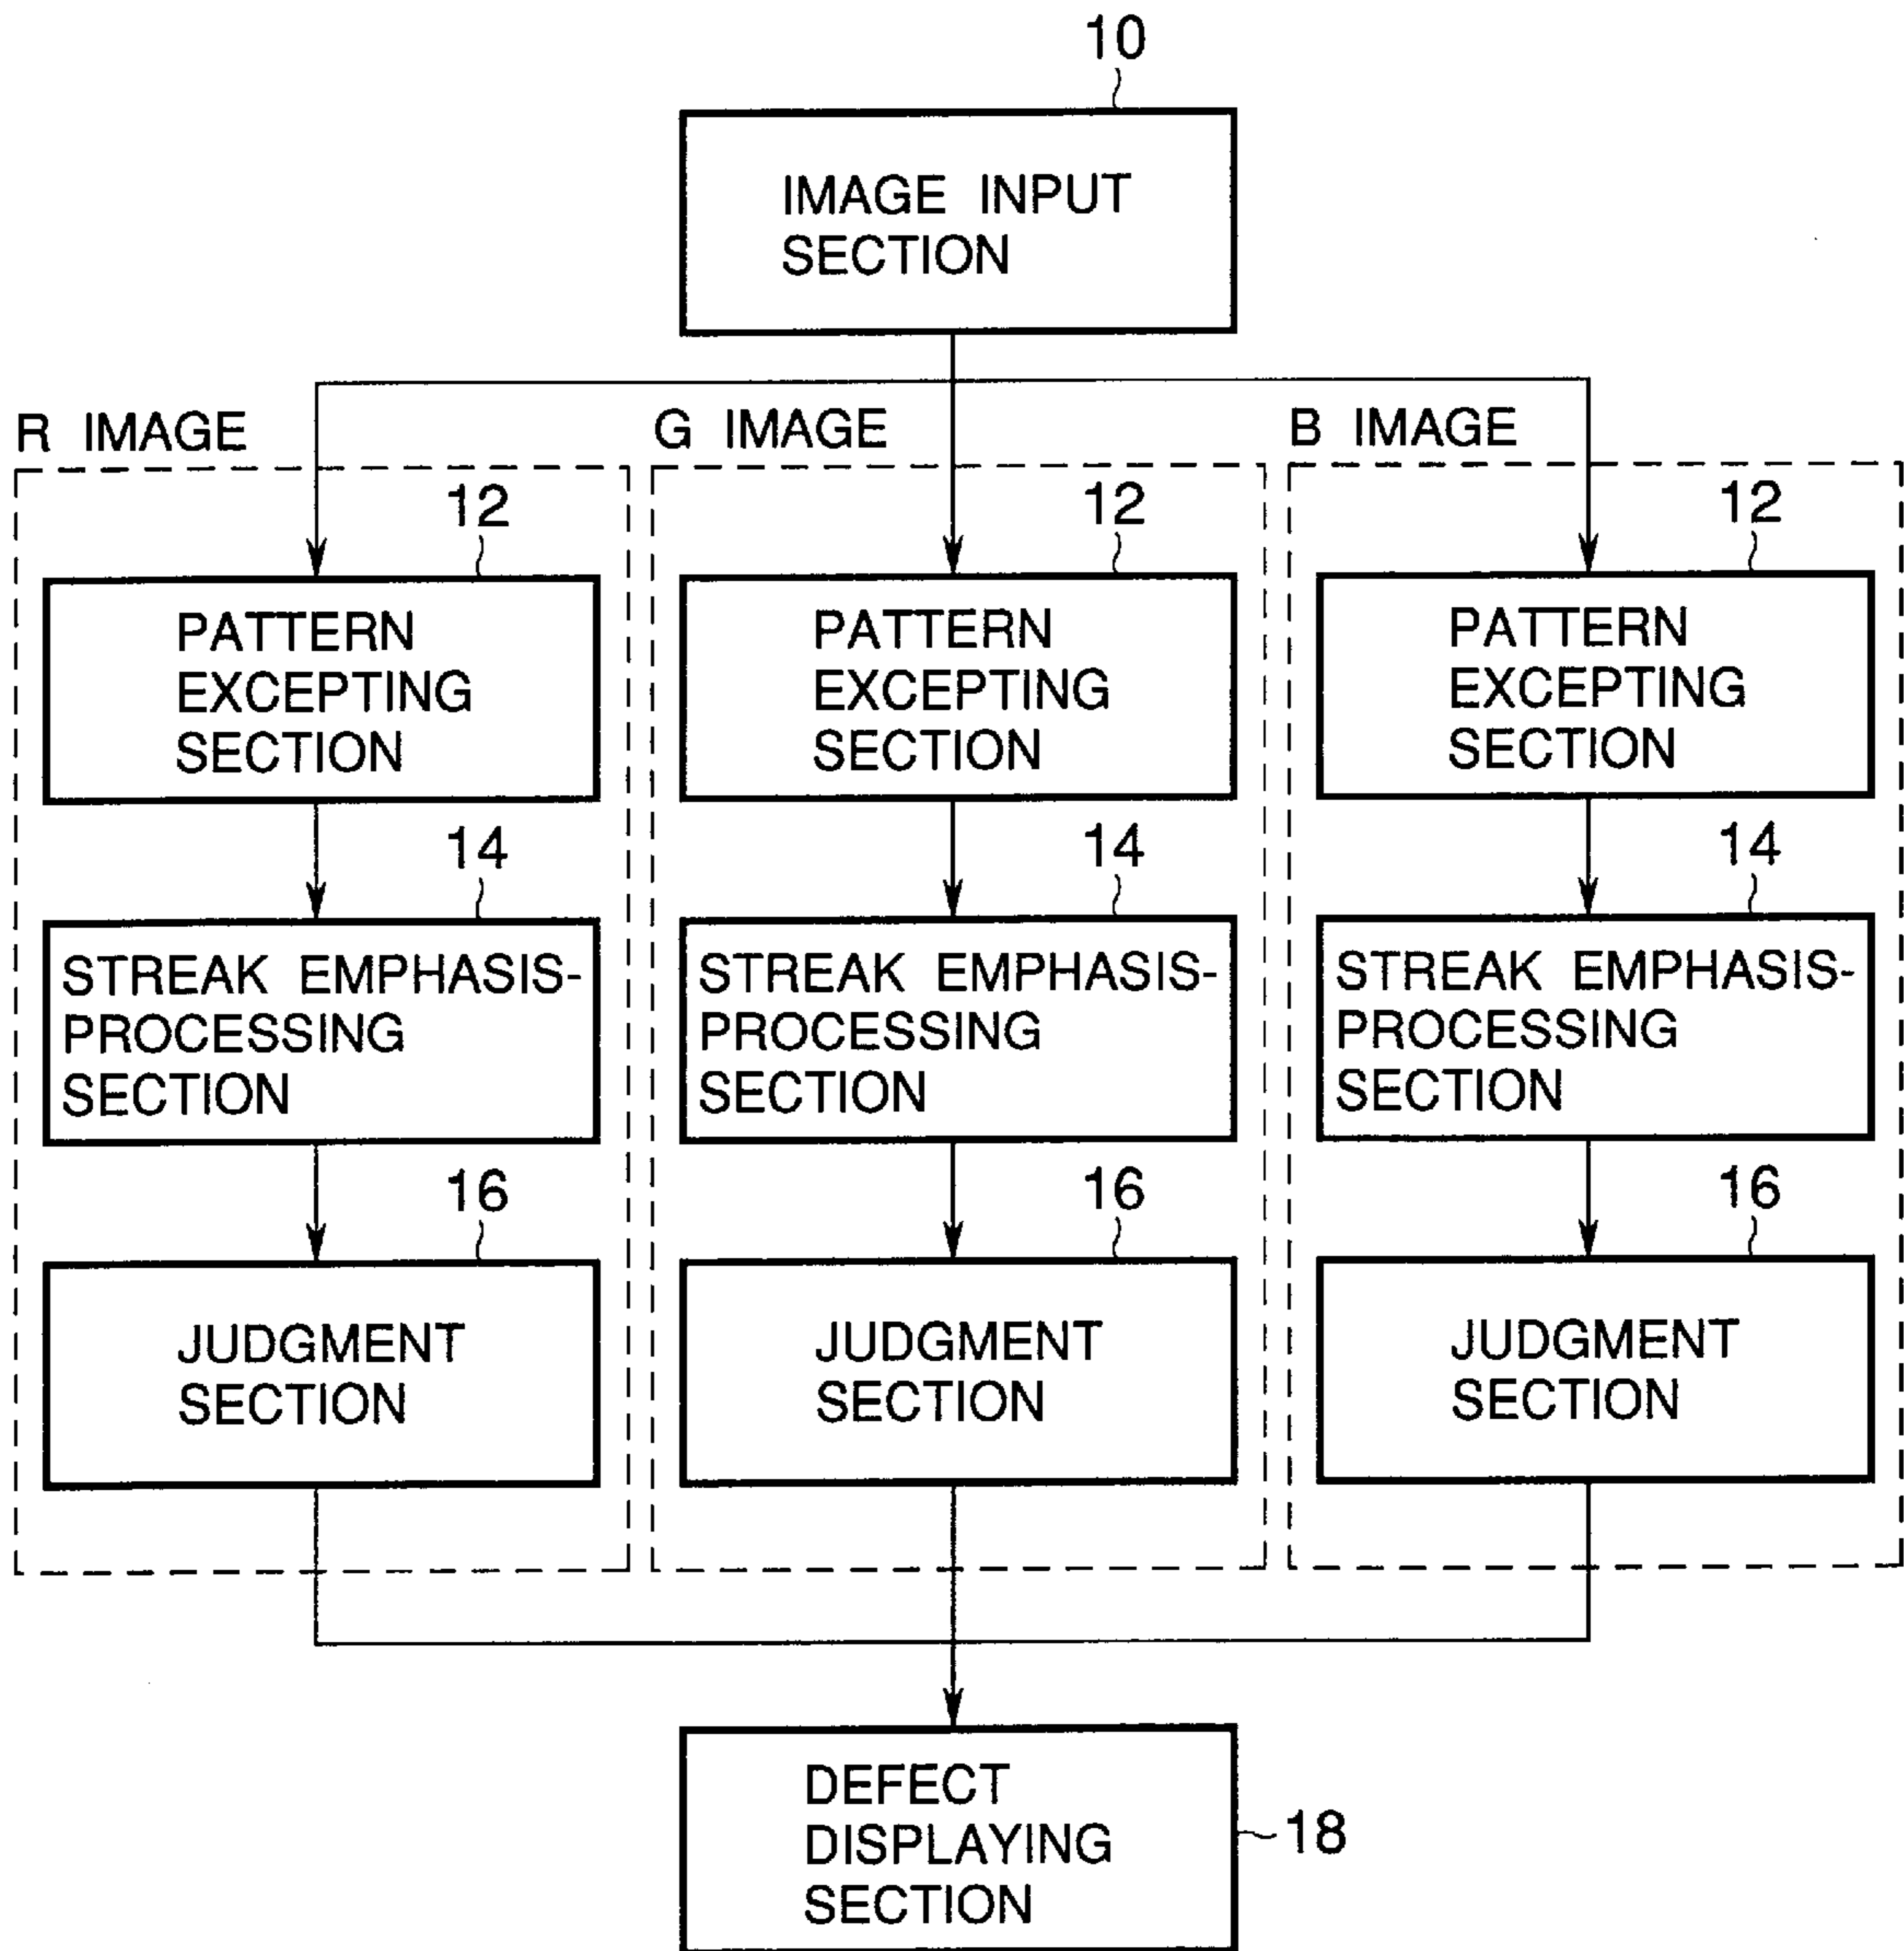 10
IMAGE INPUT
SECTION
R IMAGE
G IMAGE
B IMAGE
12
12
12
PATTERN
EXCEPTING
SECTION
PATTERN
EXCEPTING
SECTION
PATTERN
EXCEPTING
SECTION
14
14
14
STREAK EMPHASIS-
PROCESSING
SECTION
STREAK EMPHASIS-
PROCESSING
SECTION
STREAK EMPHASIS-
PROCESSING
SECTION
16
16
16
JUDGMENT
SECTION
JUDGMENT
SECTION
JUDGMENT
SECTION
DEFECT
DISPLAYING
SECTION
18